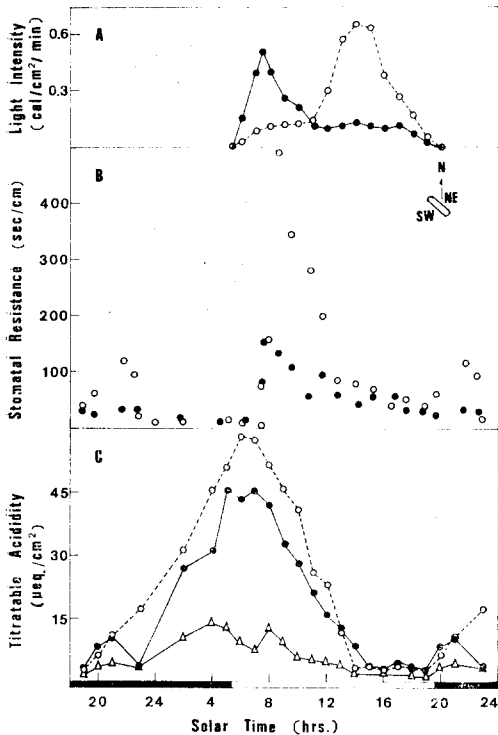 A
Light Intensity
(cal/cm²/min)
0.6
0.3
N
NE
SW
B
Stomatal Resistance (sec/cm)
400
300
200
100
C
Titratable Acididity
(µeq./cm²)
45
30
15
20 24 4 8 12 16 20 24
Solar Time (hrs.)